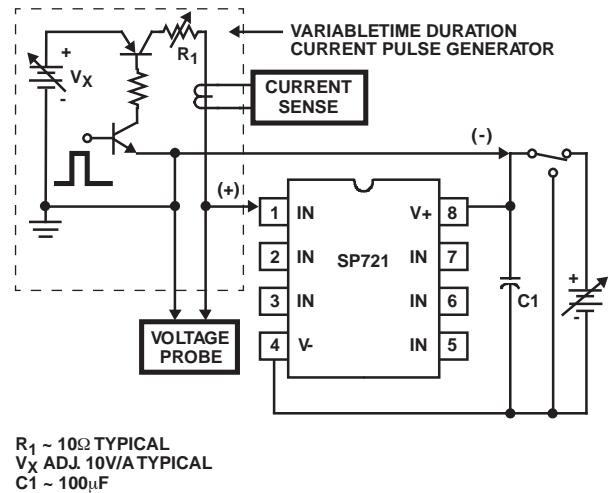 VARIABLETIME DURATION
CURRENT PULSE GENERATOR
+
VX
-
R1
CURRENT
SENSE
(-)
(+)
1 IN
V+ 8
2 IN
SP721
IN 7
3 IN
IN 6
4 V-
IN 5
C1
+
-
VOLTAGE
PROBE
R1 ~ 10Ω TYPICAL
VX ADJ. 10V/A TYPICAL
C1 ~ 100μF